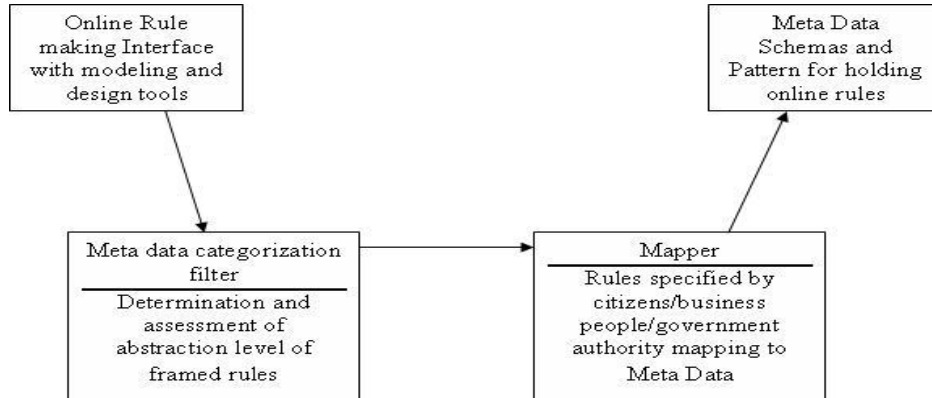 Online Rule
making Interface
with modeling and
design tools
Meta Data
Schemas and
Pattern for holding
online rules
Meta data categorization
filter
Determination and
assessment of
abstraction level of
framed rules
Mapper
Rules specified by
citizens/business
people/government
authority mapping to
Meta Data